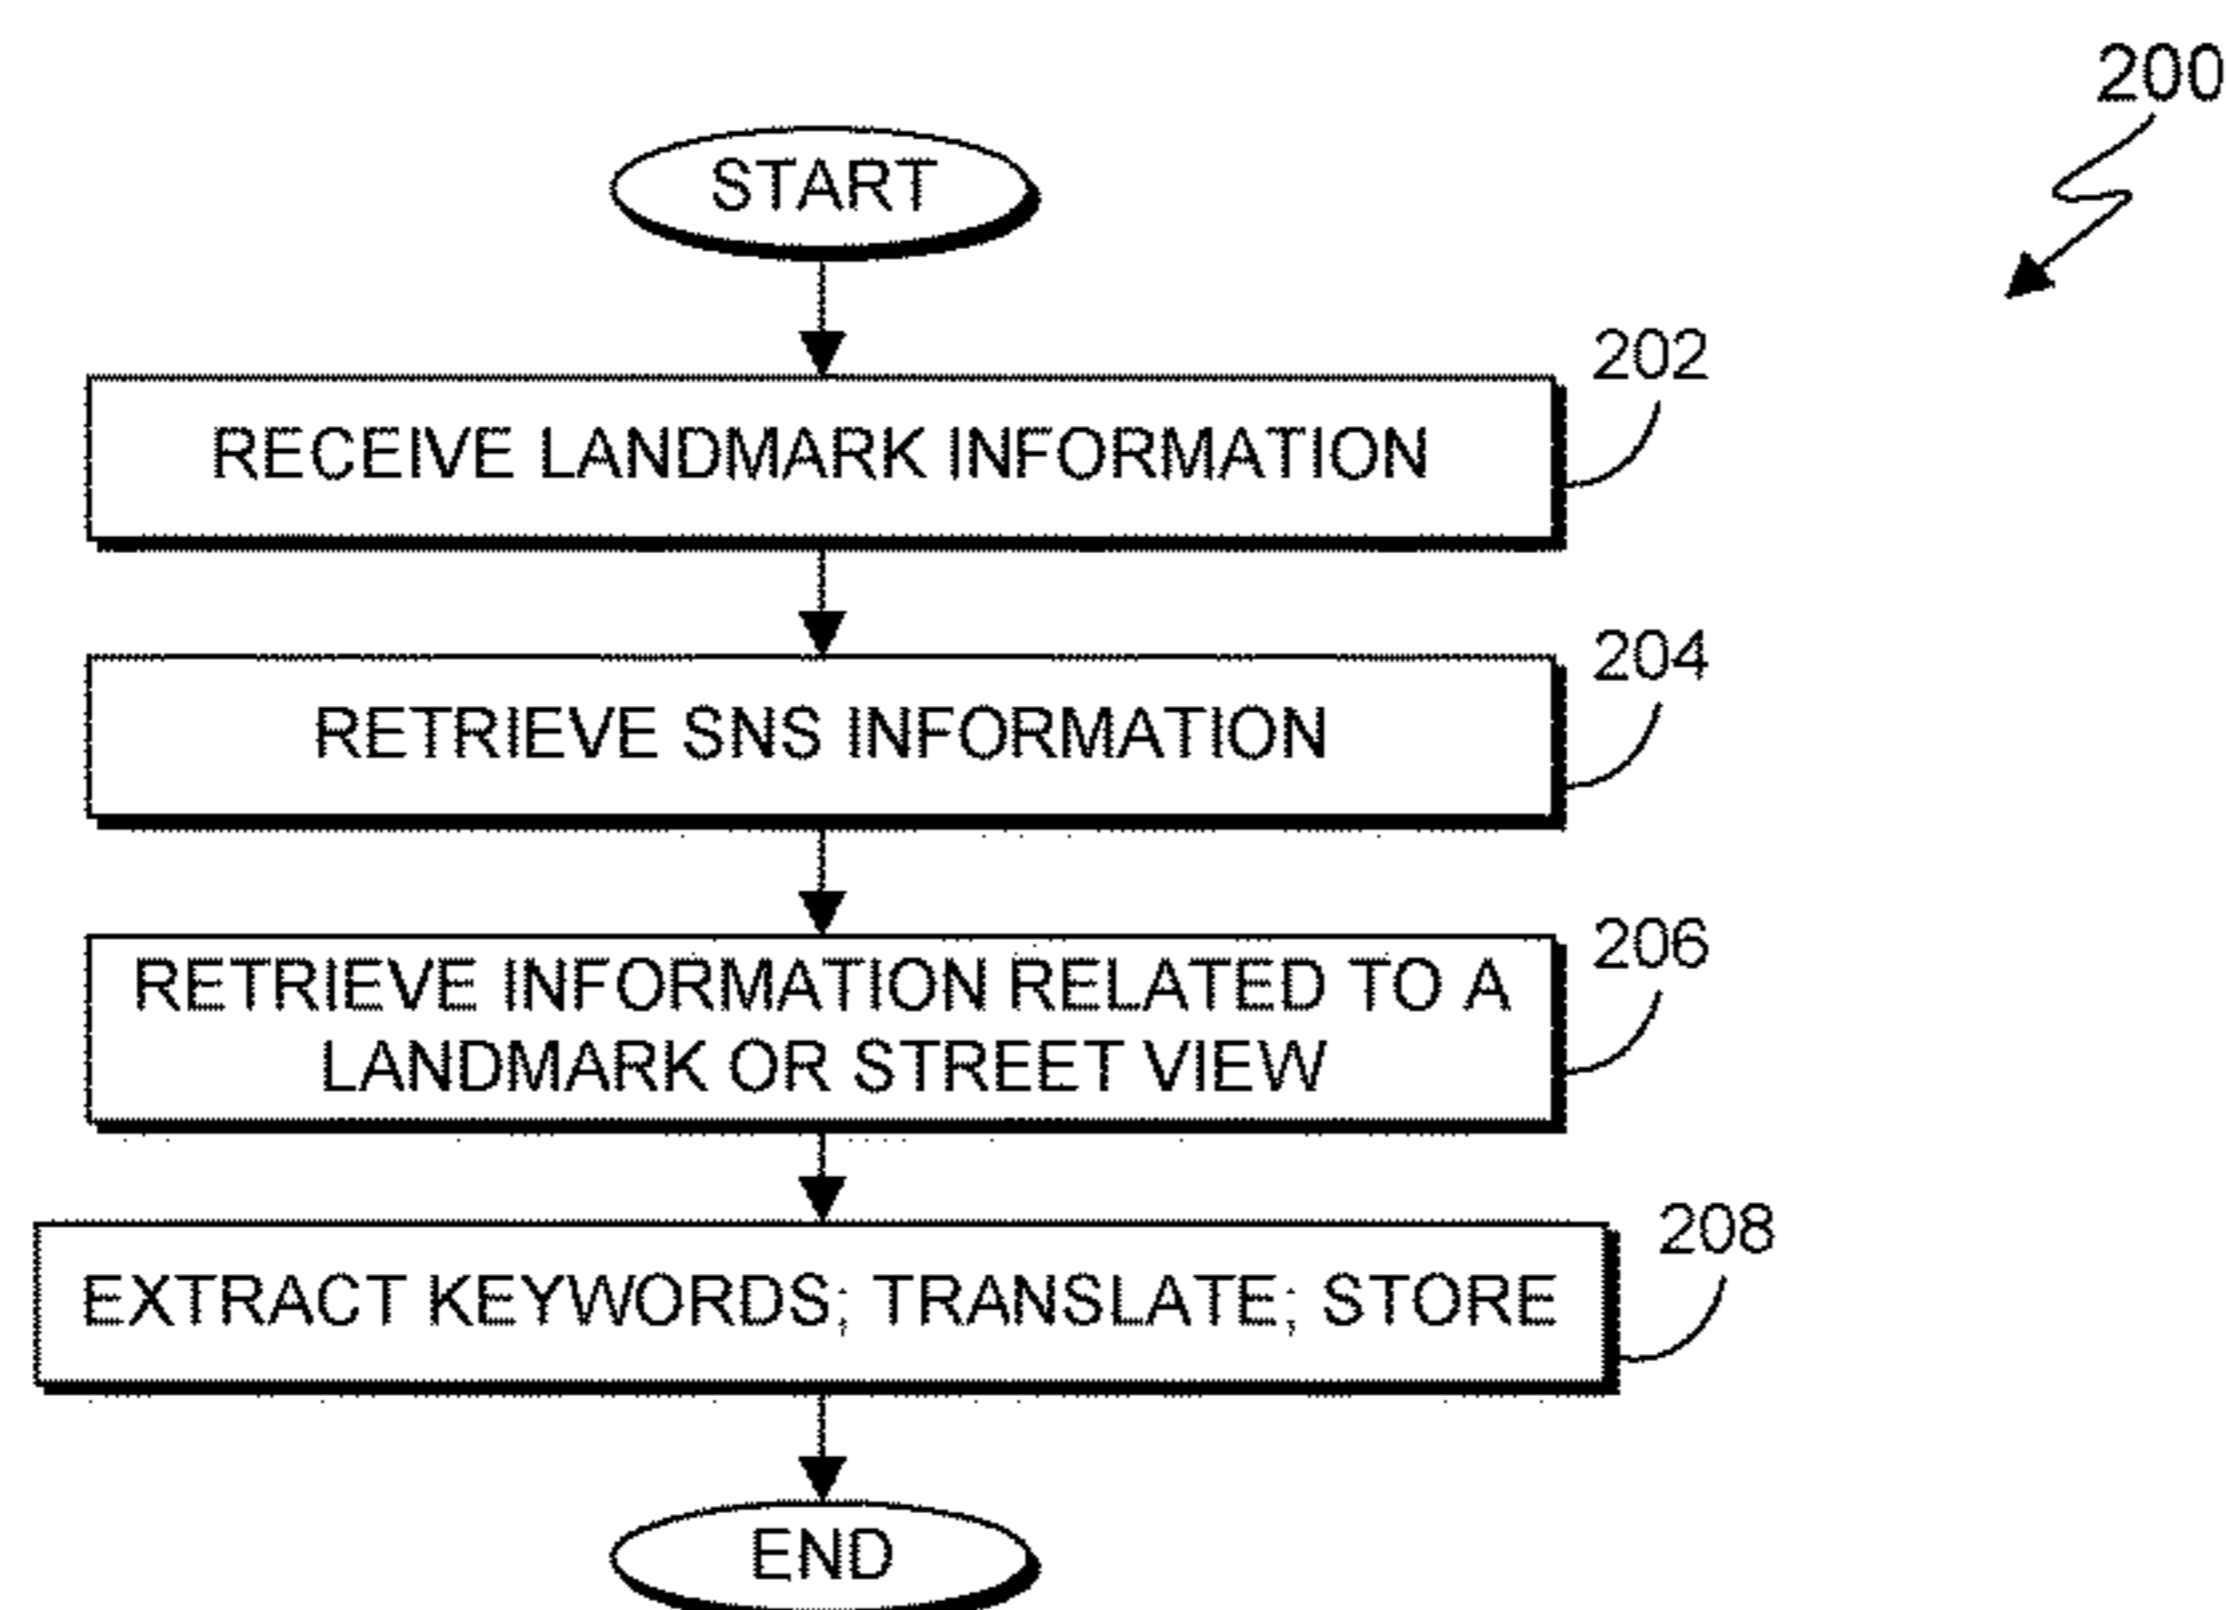 200
START
202
RECEIVE LANDMARK INFORMATION
204
RETRIEVE SNS INFORMATION
206
RETRIEVE INFORMATION RELATED TO A
LANDMARK OR STREET VIEW
208
EXTRACT KEYWORDS; TRANSLATE; STORE
END